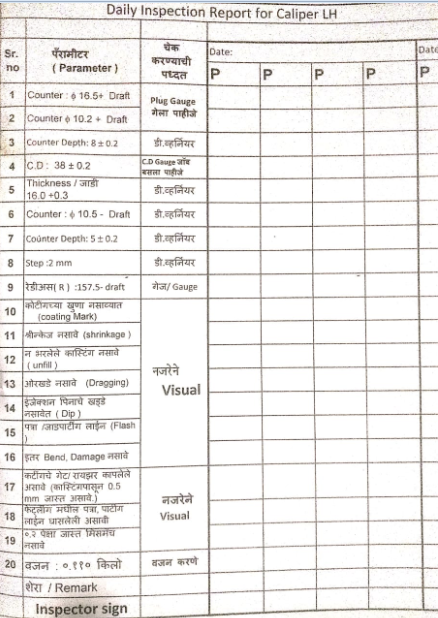 Daily Inspection Report for Caliper LH
Sr. no
पॅरामीटर
( Parameter )
चेक
करण्याची
पध्दत
Date:
Date
P P P P P
1 Counter : ϕ 16.5+ Draft
Plug Gauge
गेला पाहीजे
2 Counter ϕ 10.2 + Draft
3 Counter Depth: 8 ± 0.2 डी.व्हर्नियर
4 C.D : 38 ± 0.2
C.D Gauge जॉब
बसला पाहीजे
5 Thickness / जाडी
16.0 +0.3
डी.व्हर्नियर
6 Counter : ϕ 10.5 - Draft डी.व्हर्नियर
7 Counter Depth: 5 ± 0.2 डी.व्हर्नियर
8 Step :2 mm डी.व्हर्नियर
9 रेडीअस( R ) :157.5- draft गेज/ Gauge
10 कोटींगच्या खुणा नसाव्यात
(coating Mark)
11 श्रीन्केज नसावे (shrinkage )
12 न भरलेले कास्टिंग नसावे
( unfill )
13 ओरखडे नसावे (Dragging)
14 ईजेक्शन पिनाचे खड्डे
नसावेत ( Dip )
15 पत्रा /जाडपार्टींग लाईन (Flash
)
16 इतर Bend, Damage नसावे
नजरेने
Visual
17 कटींगचे गेट/ रायझर कापलेले
असावे (कास्टिंगपासून 0.5
mm जास्त असावे.)
18 फेटलींग मधील पत्रा, पार्टींग
लाईन घासलेली असावी
19 ०.२ पेक्षा जास्त मिसमॅच
नसावे
नजरेने
Visual
20 वजन : ०.११० किलो वजन करणे
शेरा / Remark
Inspector sign